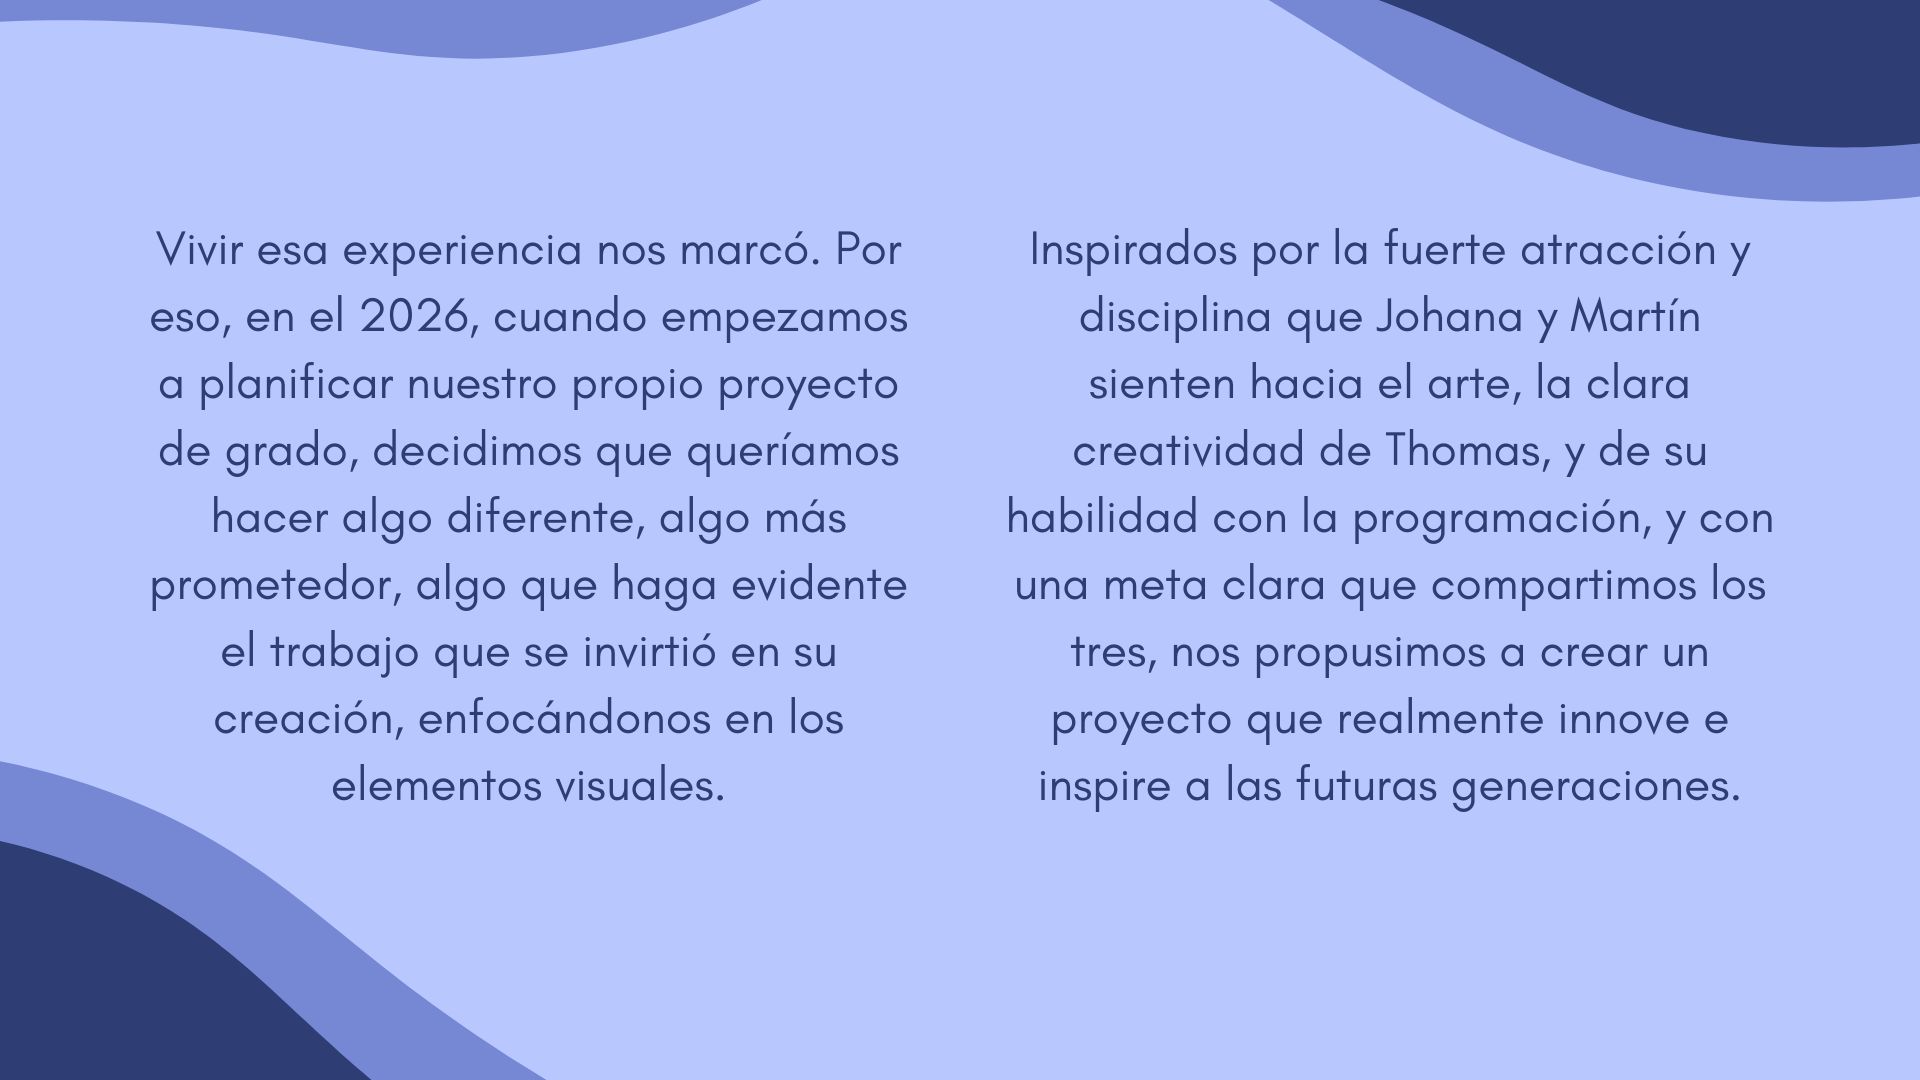 Vivir esa experiencia nos marcó. Por
eso, en el 2026, cuando empezamos
a planificar nuestro propio proyecto
de grado, decidimos que queríamos
hacer algo diferente, algo más
prometedor, algo que haga evidente
el trabajo que se invirtió en su
creación, enfocándonos en los
elementos visuales.
Inspirados por la fuerte atracción y
disciplina que Johana y Martín
sienten hacia el arte, la clara
creatividad de Thomas, y de su
habilidad con la programación, y con
una meta clara que compartimos los
tres, nos propusimos a crear un
proyecto que realmente innove e
inspire a las futuras generaciones.